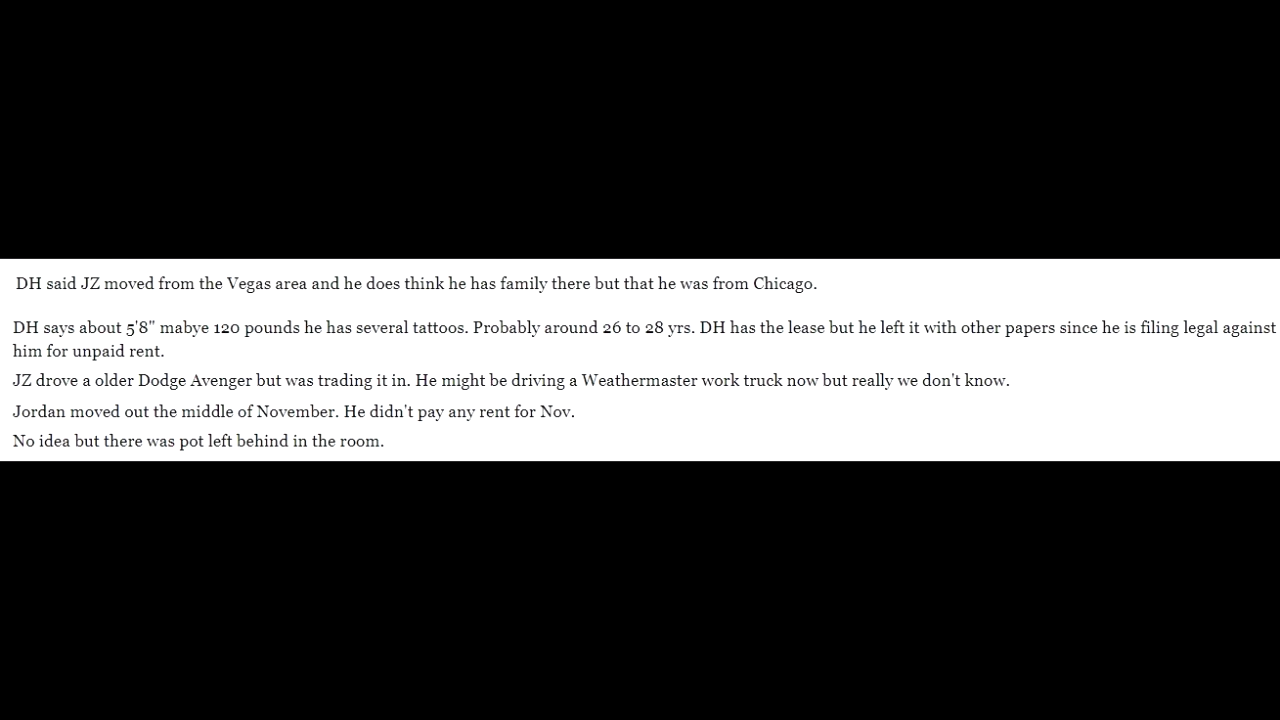 DH said JZ moved from the Vegas area and he does think he has family there but that he was from Chicago.
DH says about 5'8" mabye 120 pounds he has several tattoos. Probably around 26 to 28 yrs. DH has the lease but he left it with other papers since he is filing legal against
him for unpaid rent.
JZ drove a older Dodge Avenger but was trading it in. He might be driving a Weathermaster work truck now but really we don't know.
Jordan moved out the middle of November. He didn't pay any rent for Nov.
No idea but there was pot left behind in the room.